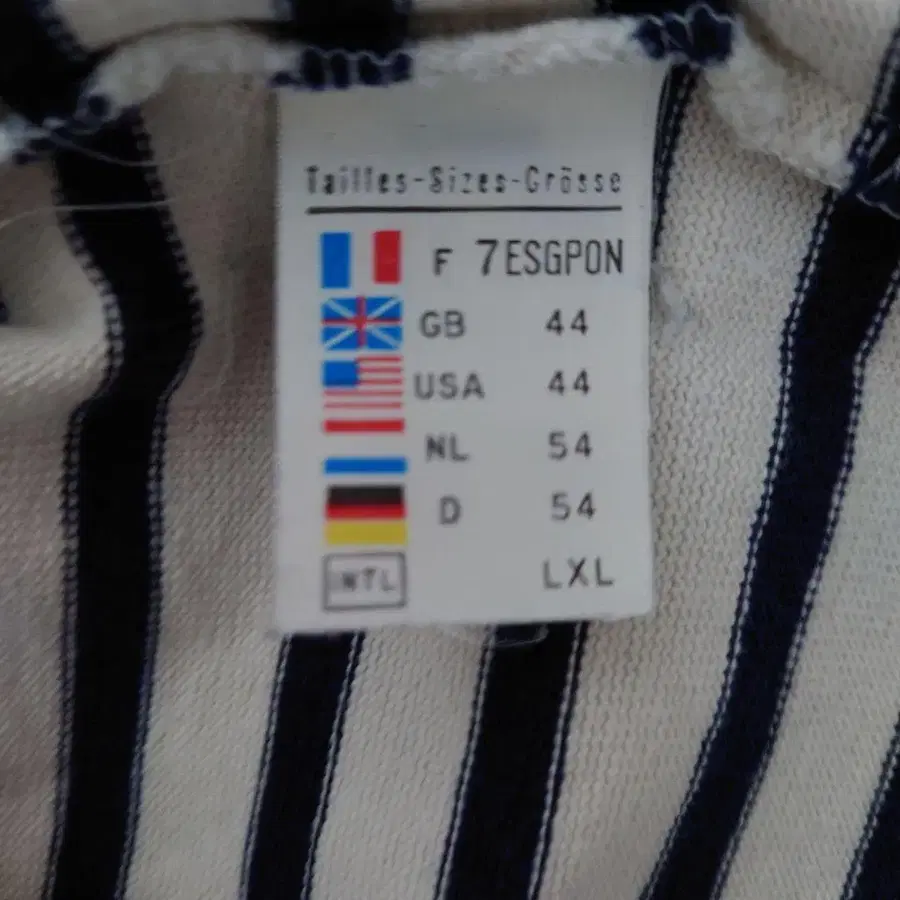 Tailles-Sizes-Grösse
F 7ESGPON
GB 44
USA 44
NL 54
D 54
INTL LXL